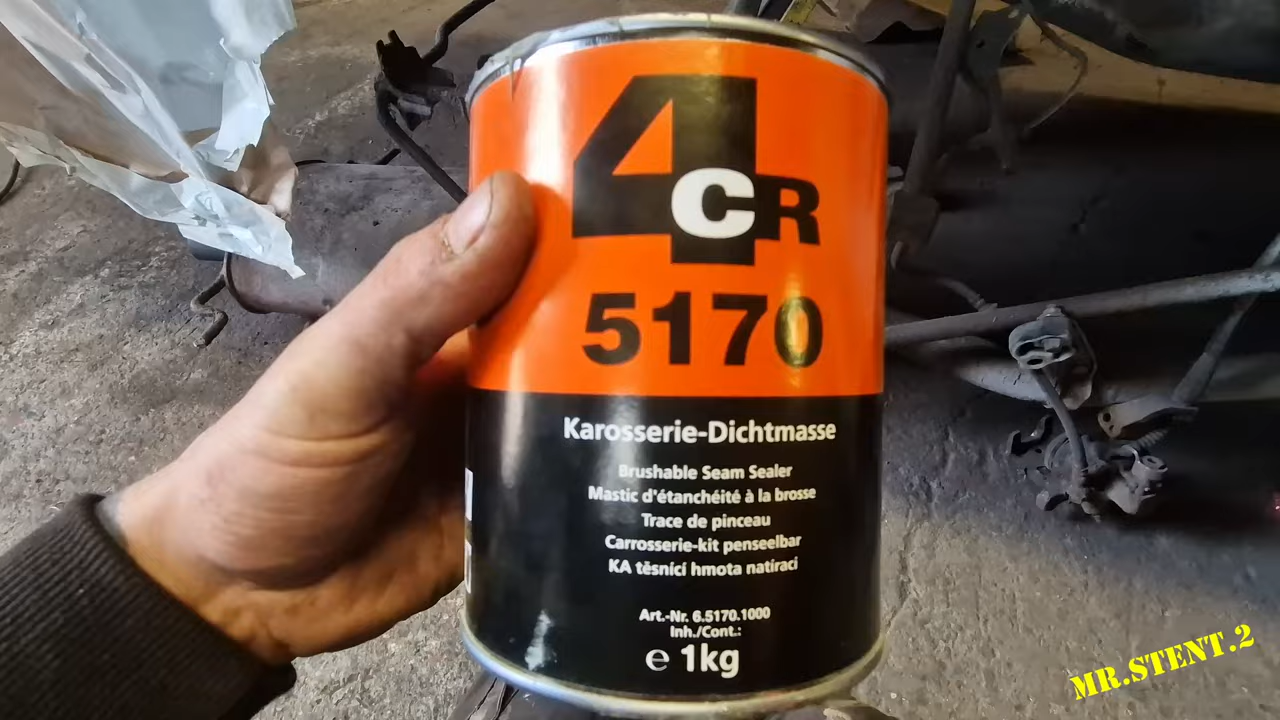 4CR
5170
Karosserie-Dichtmasse
Brushable Seam Sealer
Mastic d'étanchéité à la brosse
Trace de pinceau
Carrosserie-kit penseelbar
KA těsnící hmota natírací
Art.-Nr. 6.5170.1000
Inh./Cont.:
e 1kg
MR.STENT.2